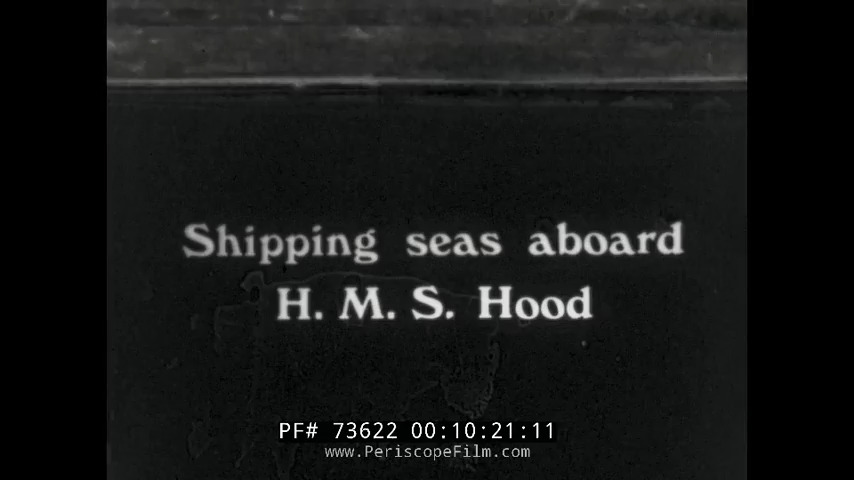 Shipping seas aboard
H. M. S. Hood
PF# 73622 00:10:21:11
www.PeriscopeFilm.com